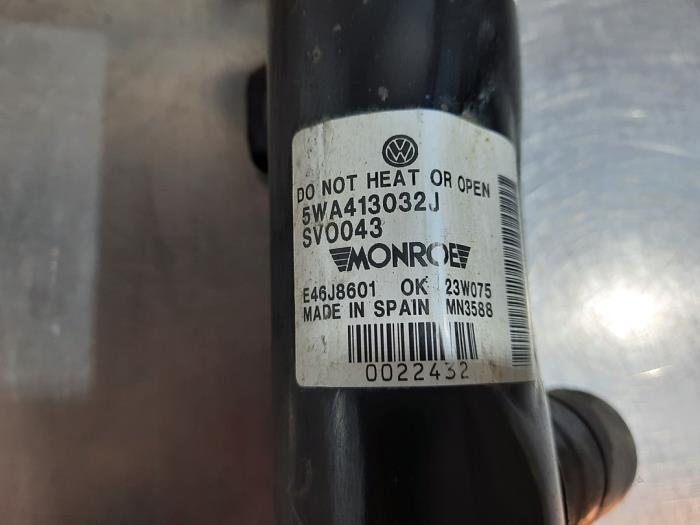 DO NOT HEAT OR OPEN
5WA413032J
SV0043
MONROE
E46J8601 OK 23W075
MADE IN SPAIN MN3588
0022432